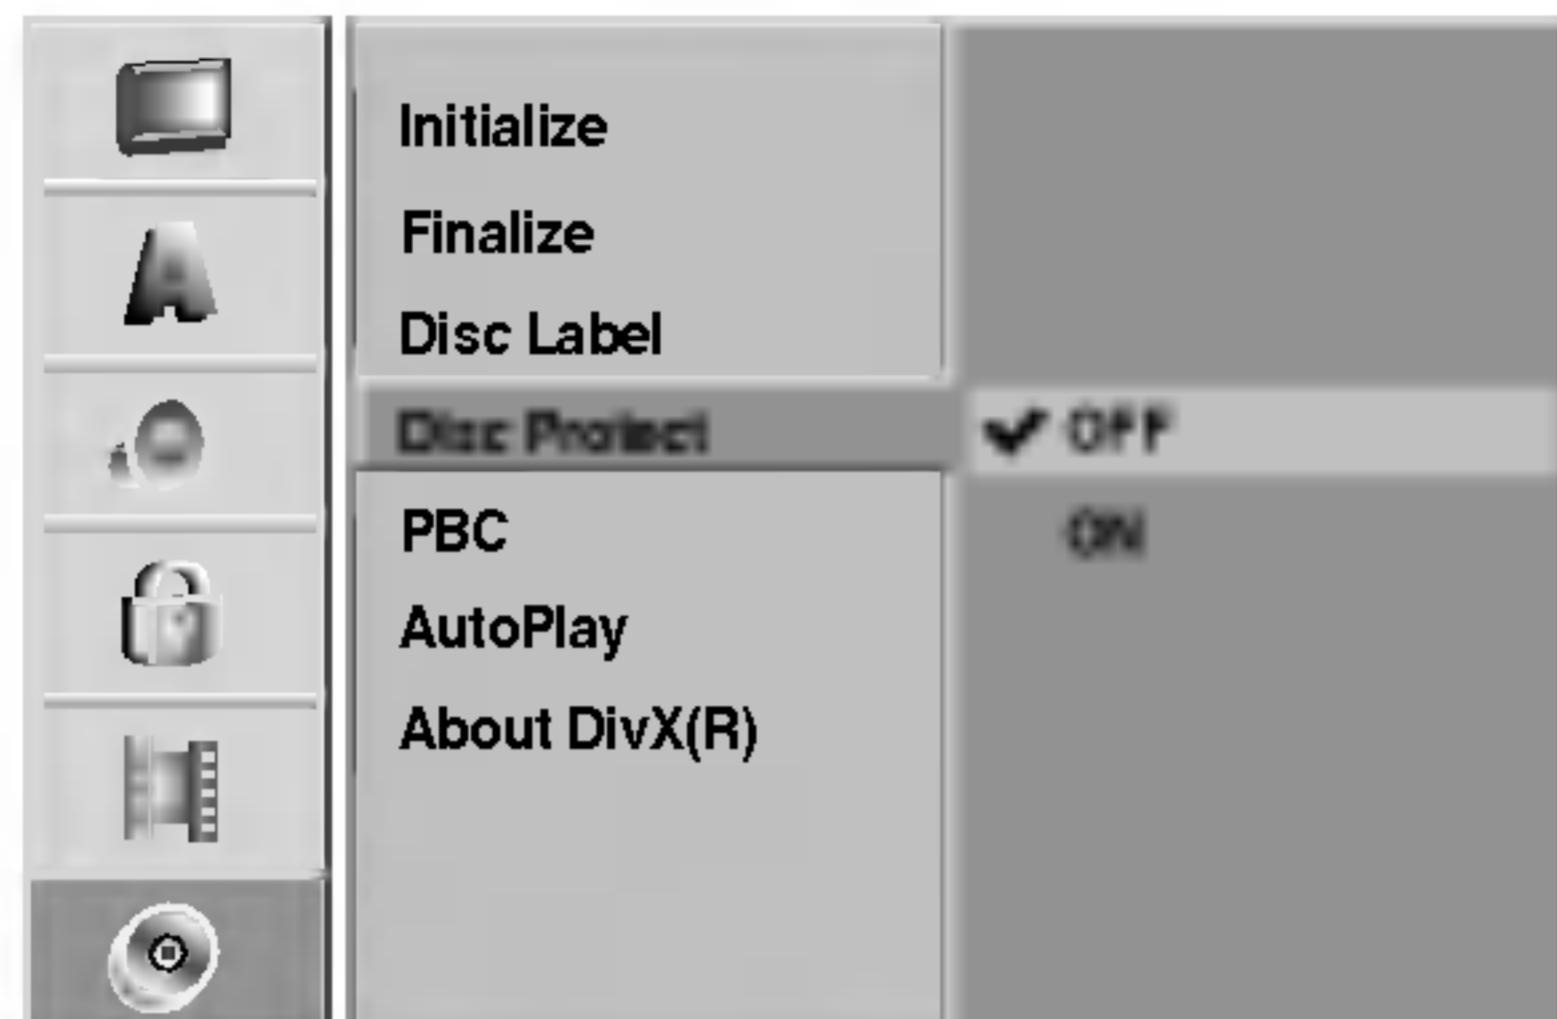 Initialize
Finalize
Disc Label
Disc Protect
OFF
ON
PBC
AutoPlay
About DivX(R)